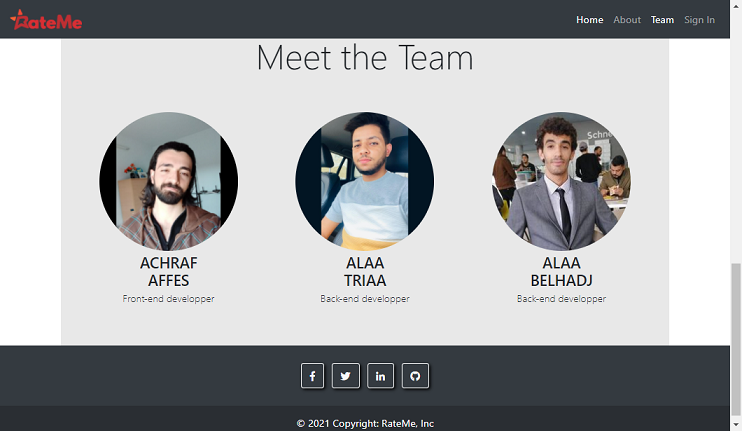 RateMe
Home About Team Sign In
Meet the Team
Schne
ACHRAF
AFFES
Front-end developper
ALAA
TRIAA
Back-end developper
ALAA
BELHADJ
Back-end developper
© 2021 Copyright: RateMe, Inc